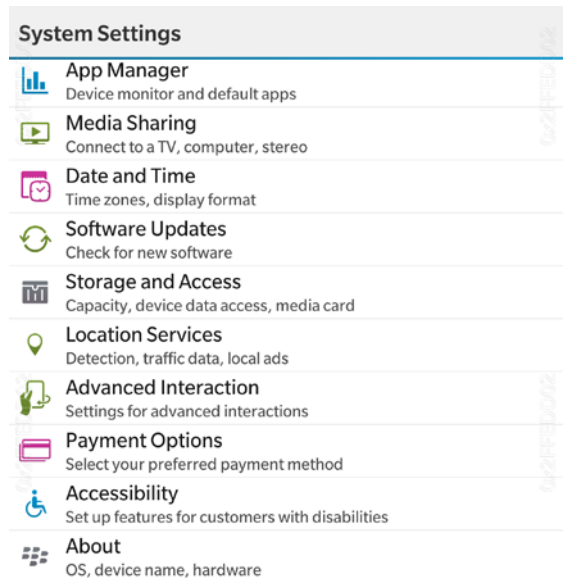 System Settings
App Manager
Device monitor and default apps
Media Sharing
Connect to a TV, computer, stereo
Date and Time
Time zones, display format
Software Updates
Check for new software
Storage and Access
Capacity, device data access, media card
Location Services
Detection, traffic data, local ads
Advanced Interaction
Settings for advanced interactions
Payment Options
Select your preferred payment method
Accessibility
Set up features for customers with disabilities
About
OS, device name, hardware